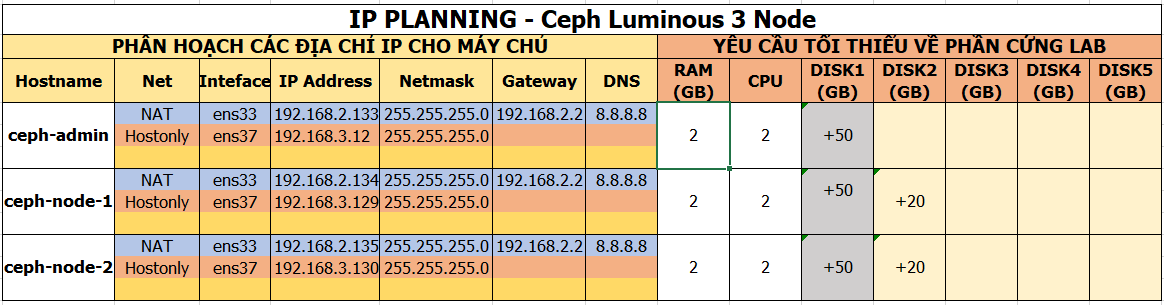 IP PLANNING - Ceph Luminous 3 Node
PHÂN HOẠCH CÁC ĐỊA CHỈ IP CHO MÁY CHỦ YÊU CẦU TỐI THIỂU VỀ PHẦN CỨNG LAB
Hostname Net Inteface IP Address Netmask Gateway DNS RAM (GB) CPU DISK1 (GB) DISK2 (GB) DISK3 (GB) DISK4 (GB) DISK5 (GB)
NAT ens33 192.168.2.133 255.255.255.0 192.168.2.2 8.8.8.8
ceph-admin Hostonly ens37 192.168.3.12 255.255.255.0 2 2 +50
NAT ens33 192.168.2.134 255.255.255.0 192.168.2.2 8.8.8.8 +50
ceph-node-1 Hostonly ens37 192.168.3.129 255.255.255.0 2 2 +20
NAT ens33 192.168.2.135 255.255.255.0 192.168.2.2 8.8.8.8
ceph-node-2 Hostonly ens37 192.168.3.130 255.255.255.0 2 2 +50 +20